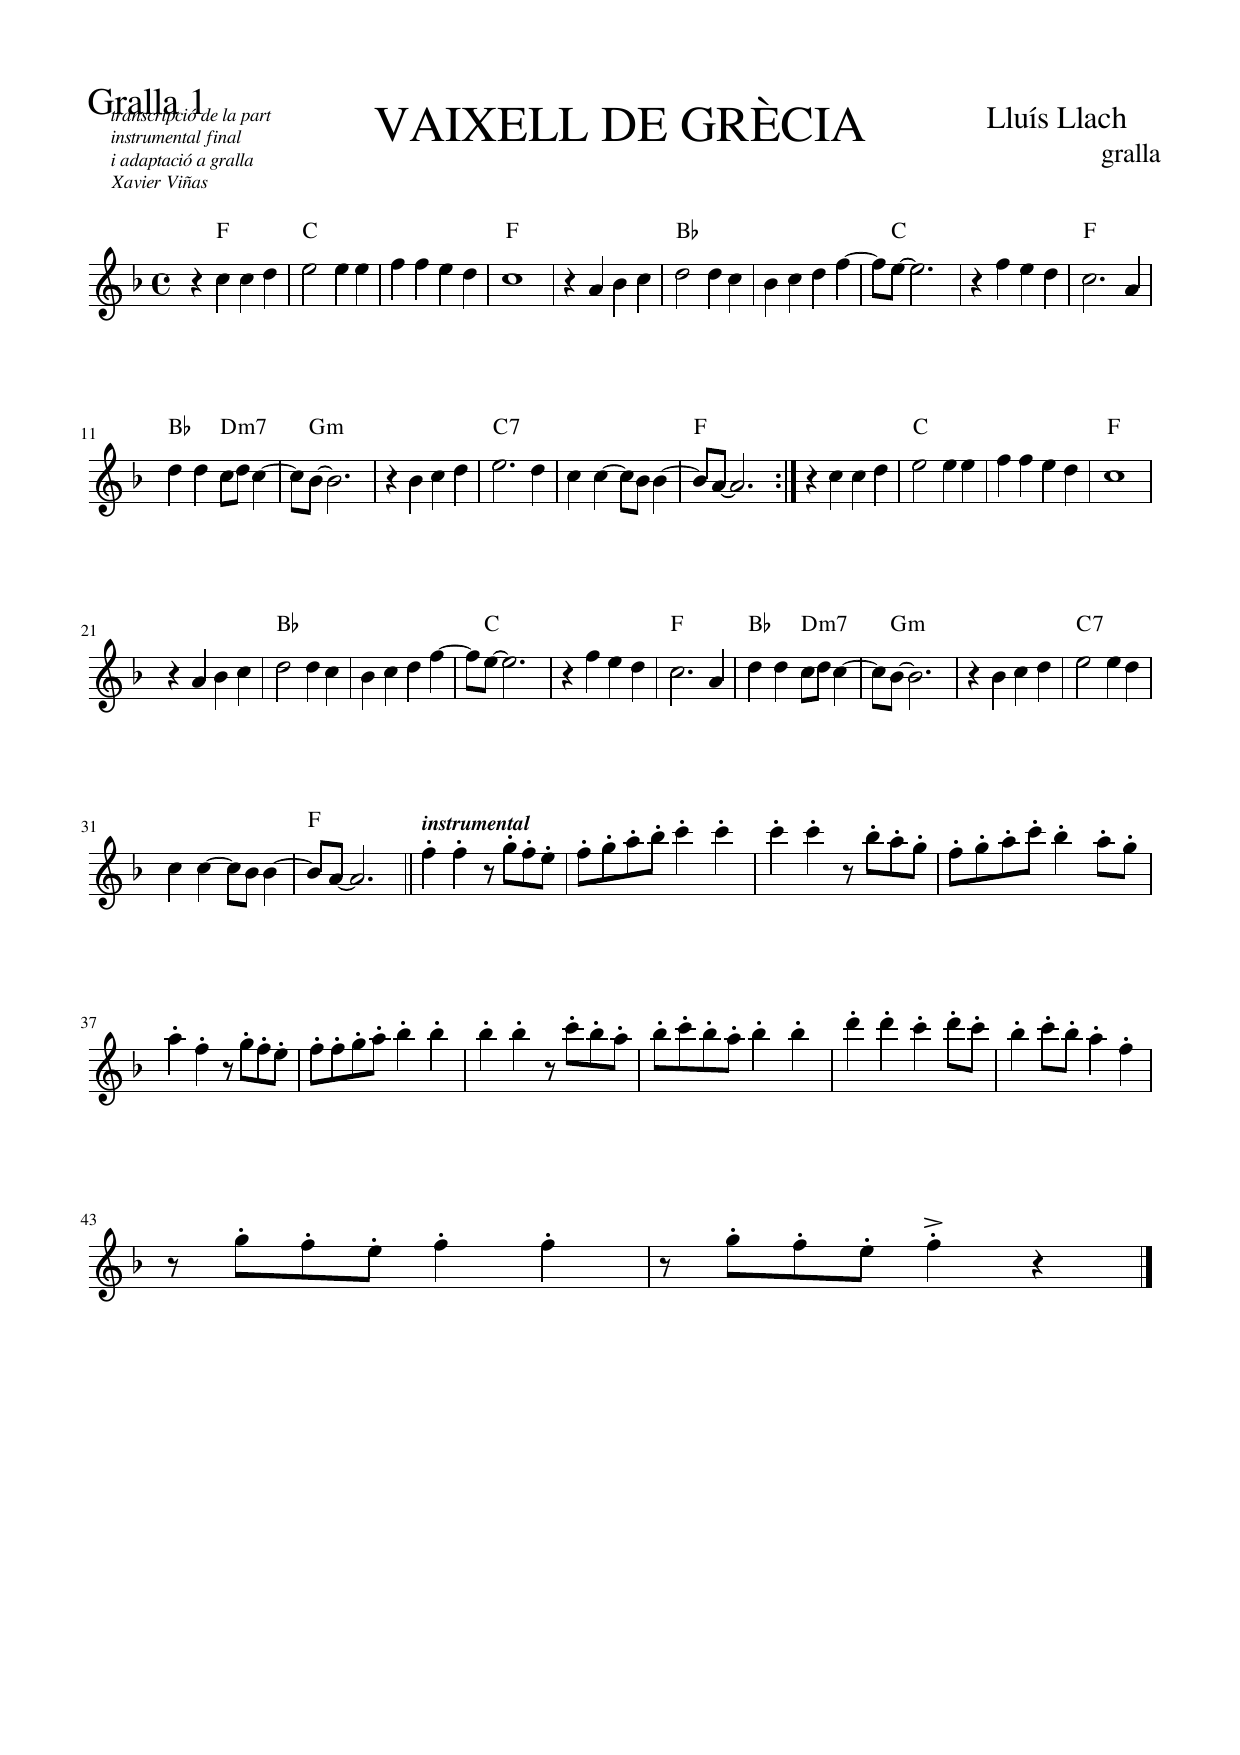 Gralla 1
transcripció de la part
instrumental final
i adaptació a gralla
Xavier Viñas
VAIXELL DE GRÈCIA
Lluís Llach
gralla
F C F B♭ C F
11
B♭ Dm7 Gm C7 F C F
21
B♭ C F B♭ Dm7 Gm C7
31
F instrumental
37
43